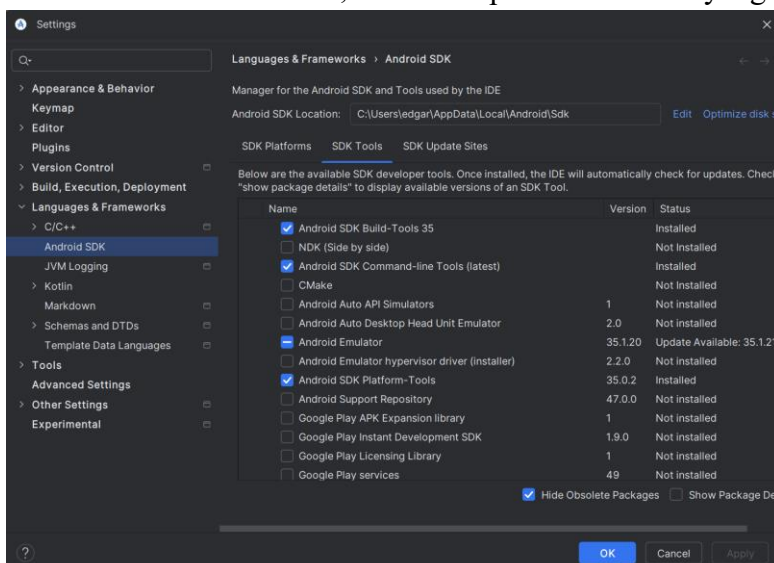 Settings
Languages & Frameworks › Android SDK
Appearance & Behavior
Keymap
Editor
Plugins
Version Control
Build, Execution, Deployment
Languages & Frameworks
C/C++
Android SDK
JVM Logging
Kotlin
Markdown
Schemas and DTDs
Template Data Languages
Tools
Advanced Settings
Other Settings
Experimental
Manager for the Android SDK and Tools used by the IDE
Android SDK Location: C:\Users\edgar\AppData\Local\Android\Sdk Edit Optimize disk
SDK Platforms SDK Tools SDK Update Sites
Below are the available SDK developer tools. Once installed, the IDE will automatically check for updates. Chec
"show package details" to display available versions of an SDK Tool.
Name Version Status
Android SDK Build-Tools 35 Installed
NDK (Side by side) Not Installed
Android SDK Command-line Tools (latest) Installed
CMake Not Installed
Android Auto API Simulators 1 Not installed
Android Auto Desktop Head Unit Emulator 2.0 Not installed
Android Emulator 35.1.20 Update Available: 35.1.2
Android Emulator hypervisor driver (installer) 2.2.0 Not installed
Android SDK Platform-Tools 35.0.2 Installed
Android Support Repository 47.0.0 Not installed
Google Play APK Expansion library 1 Not installed
Google Play Instant Development SDK 1.9.0 Not installed
Google Play Licensing Library 1 Not installed
Google Play services 49 Not installed
Hide Obsolete Packages Show Package De
? OK Cancel Apply